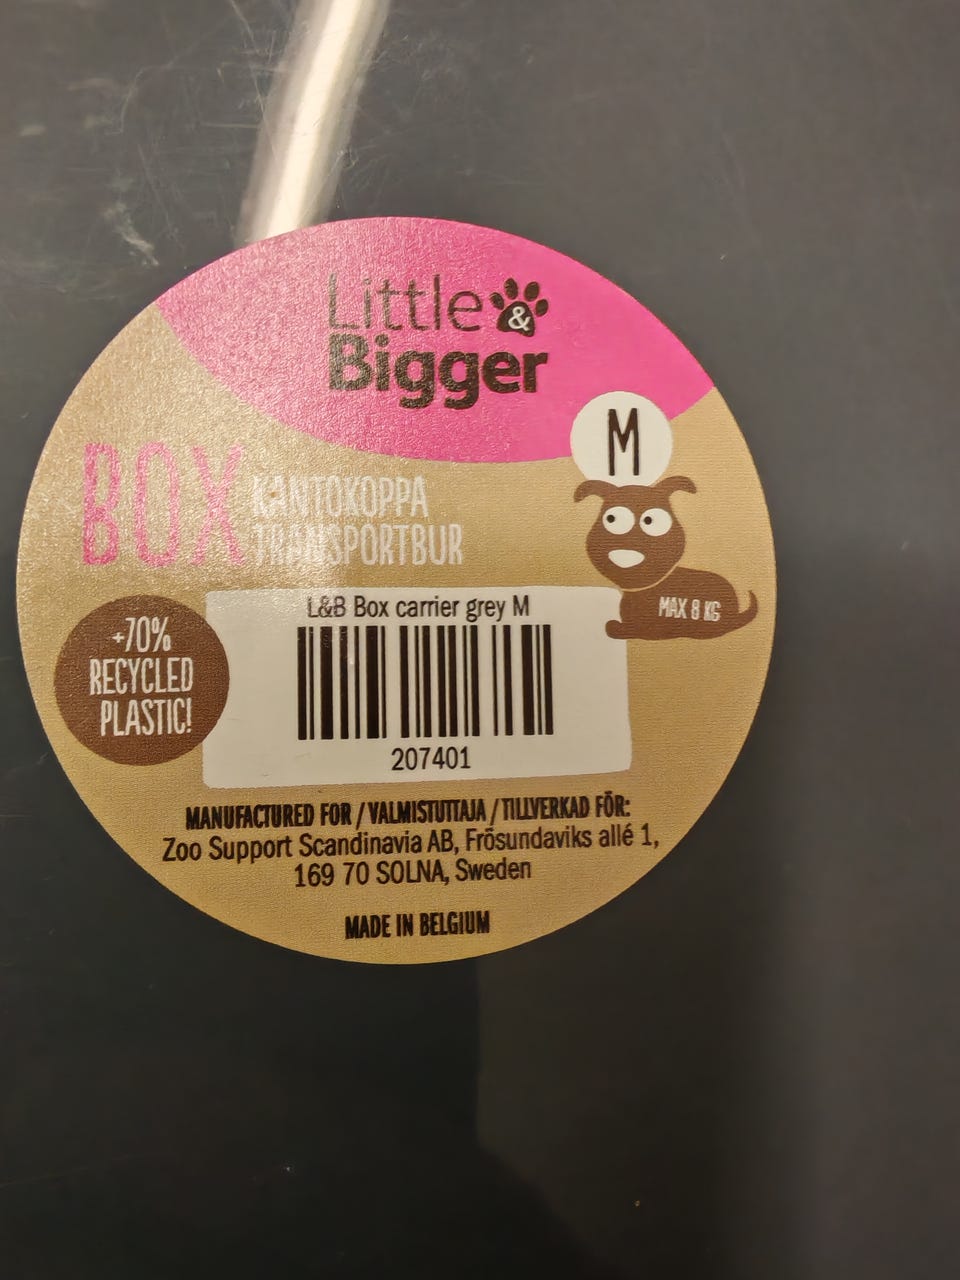 Little &
Bigger
M
BOX KANTOKOPPA
TRANSPORTBUR
MAX 8 KG
L&B Box carrier grey M
+70%
RECYCLED
PLASTIC!
207401
MANUFACTURED FOR / VALMISTUTTAJA / TILLVERKAD FÖR:
Zoo Support Scandinavia AB, Frösundaviks allé 1,
169 70 SOLNA, Sweden
MADE IN BELGIUM